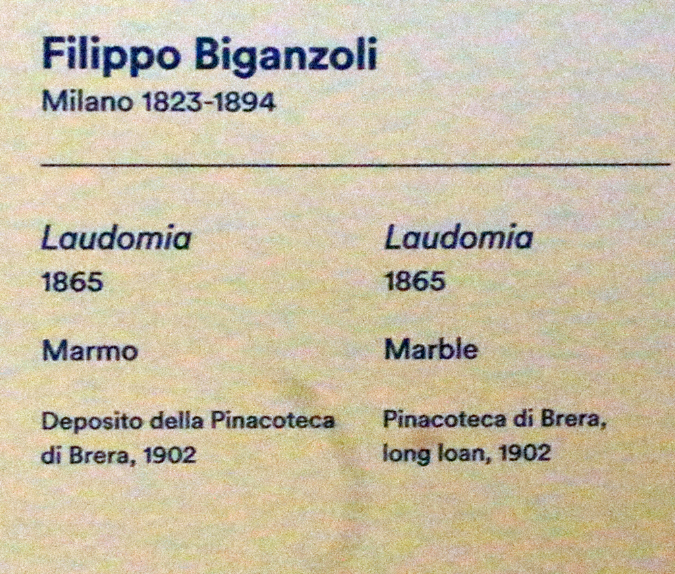 Filippo Biganzoli
Milano 1823-1894
Laudomia
1865
Marmo
Deposito della Pinacoteca
di Brera, 1902
Laudomia
1865
Marble
Pinacoteca di Brera,
long loan, 1902